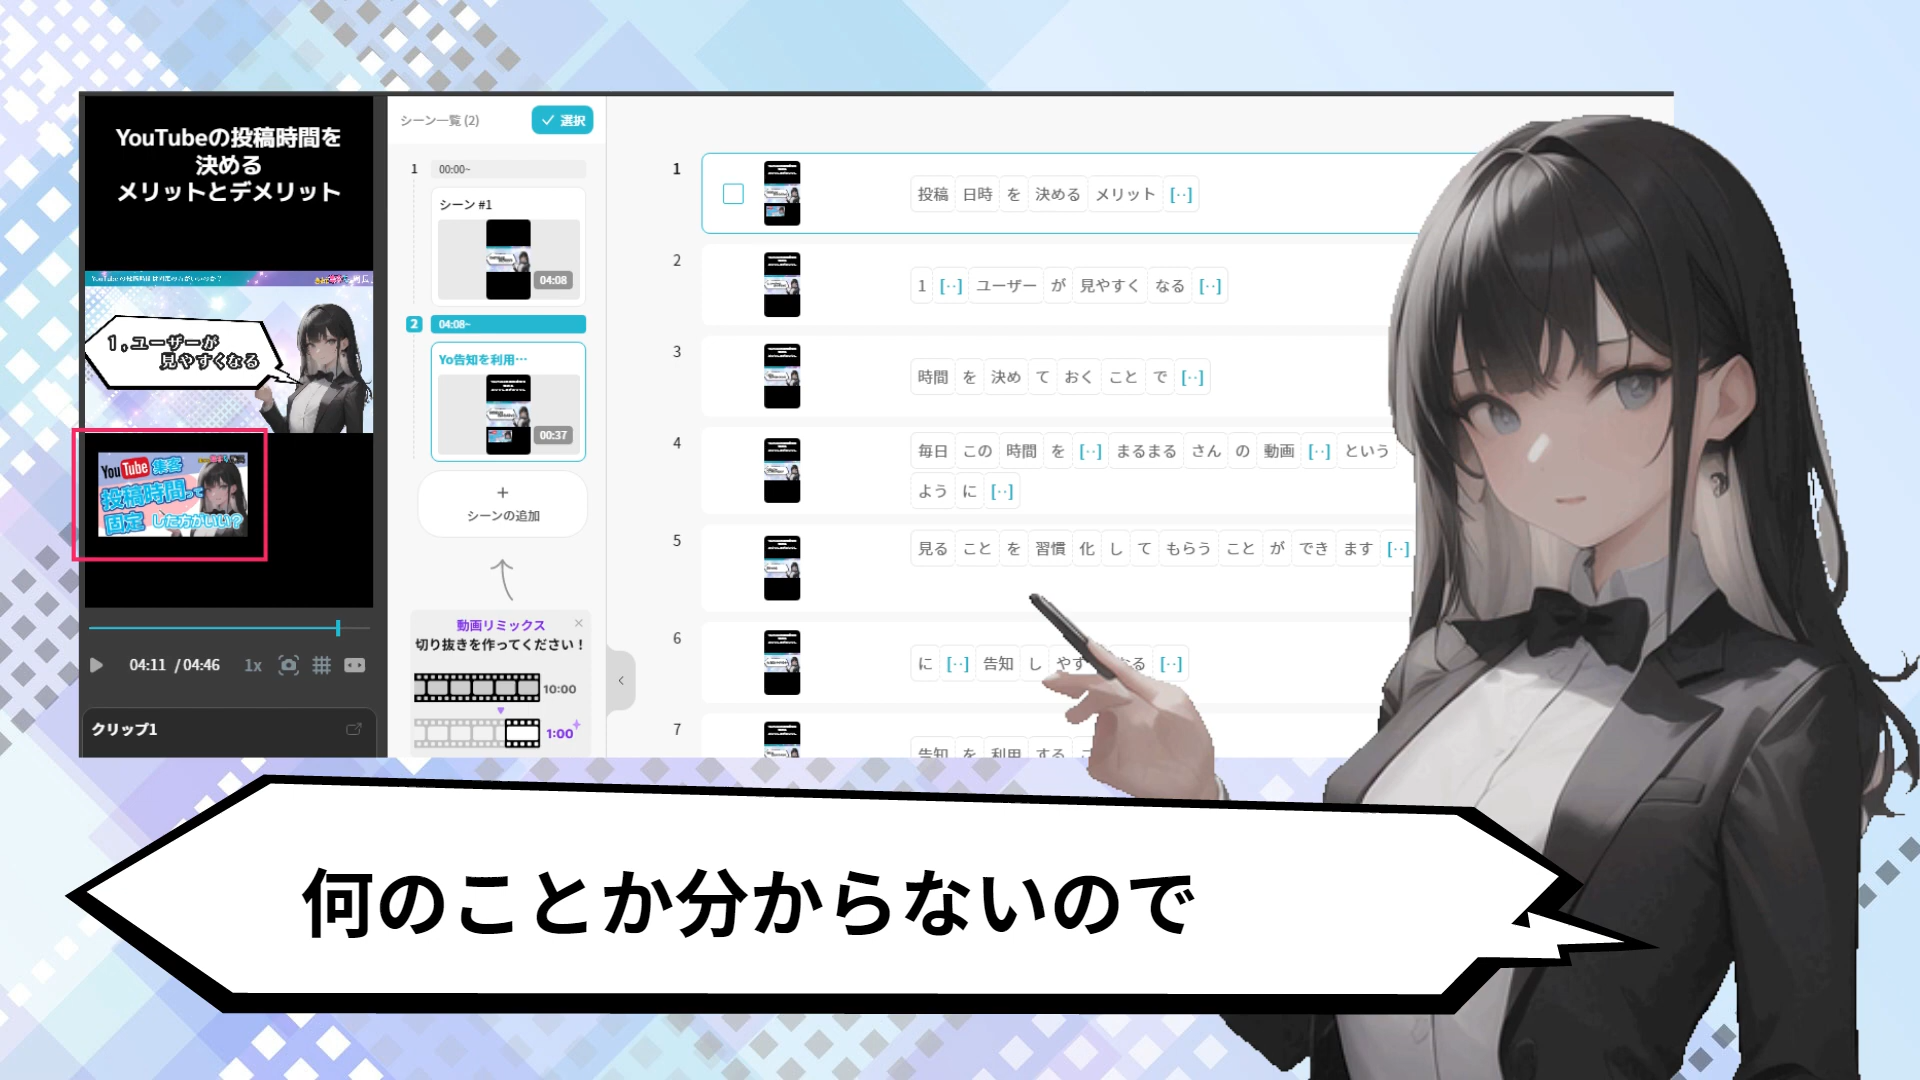 YouTubeの投稿時間を
決める
メリットとデメリット
1.ユーザーが
見やすくなる
YouTube 集客
投稿時間って
固定 した方がいい?
04:11 / 04:46 1x
クリップ1
シーン一覧 (2)
選択
1 00:00~
シーン #1
04:08
2 04:08~
Yo告知を利用…
00:37
+
シーンの追加
動画リミックス
切り抜きを作ってください!
10:00
1:00
1 投稿 日時 を 決める メリット [··]
2 1 [··] ユーザー が 見やすく なる [··]
3 時間 を 決め て おく こと で [··]
4 毎日 この 時間 を [··] まるまる さん の 動画 [··] という
よう に [··]
5 見る こと を 習慣 化 し て もらう こと が でき ます [··]
6 に [··] 告知 し やす なる [··]
7 告知 を 利用 する
何のことか分からないので